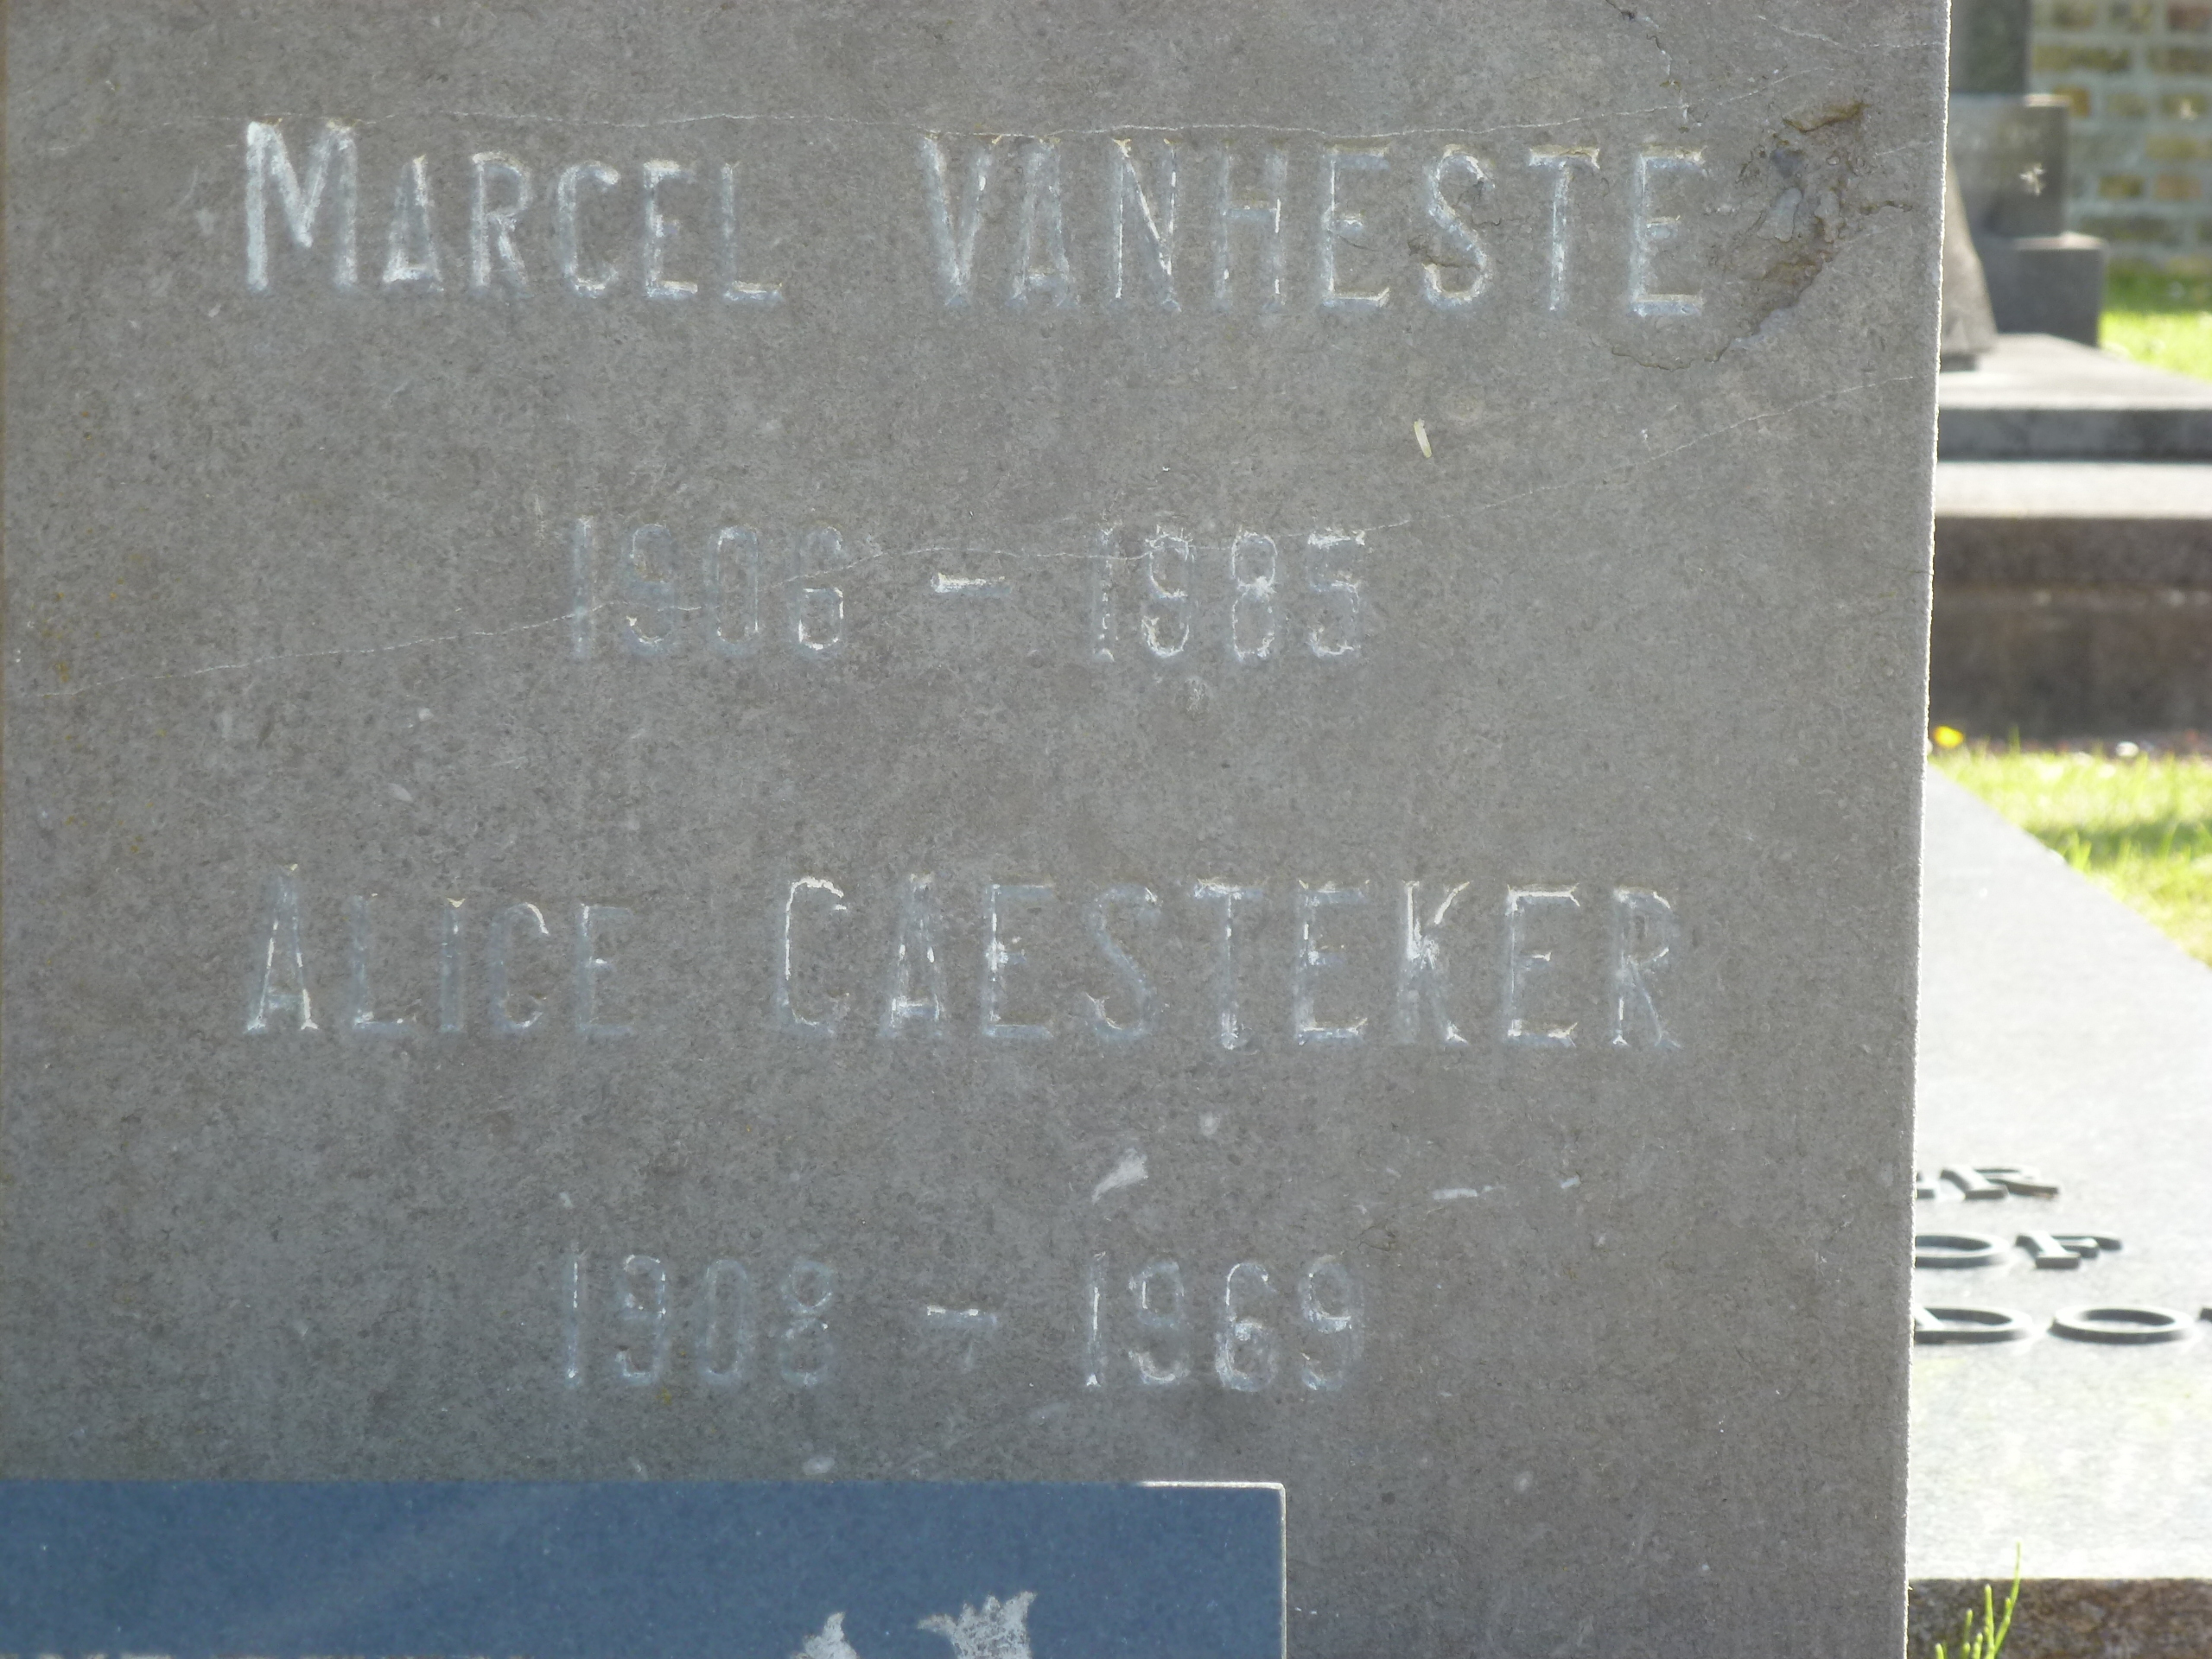 MARCEL VANHESTE
1906 - 1985
ALICE CAESTEKER
1908 - 1969